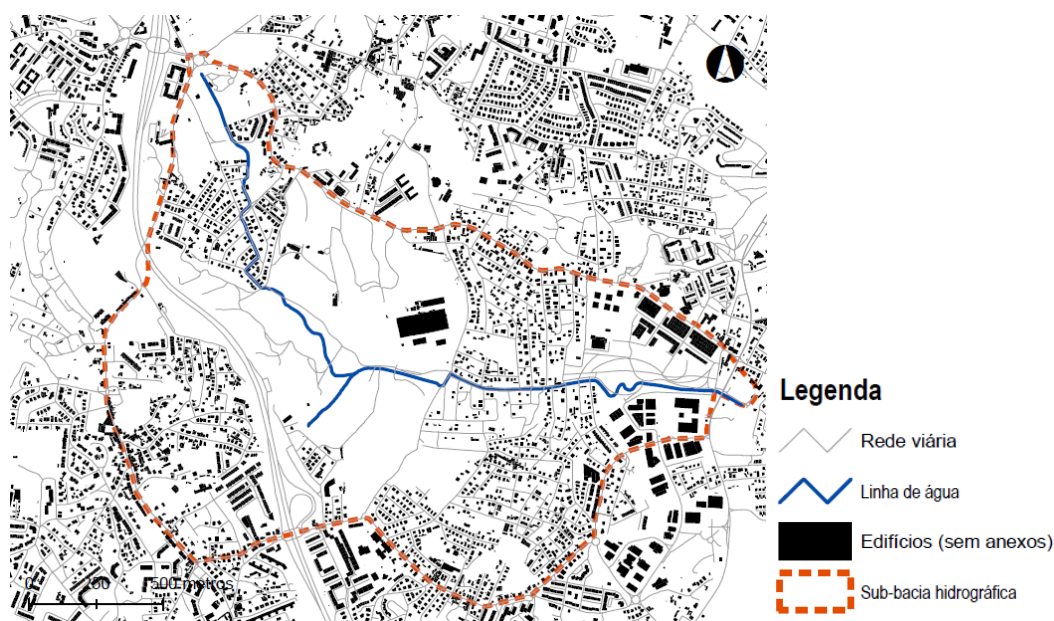 Legenda
Rede viária
Linha de água
Edifícios (sem anexos)
Sub-bacia hidrográfica
0 250 500 metros